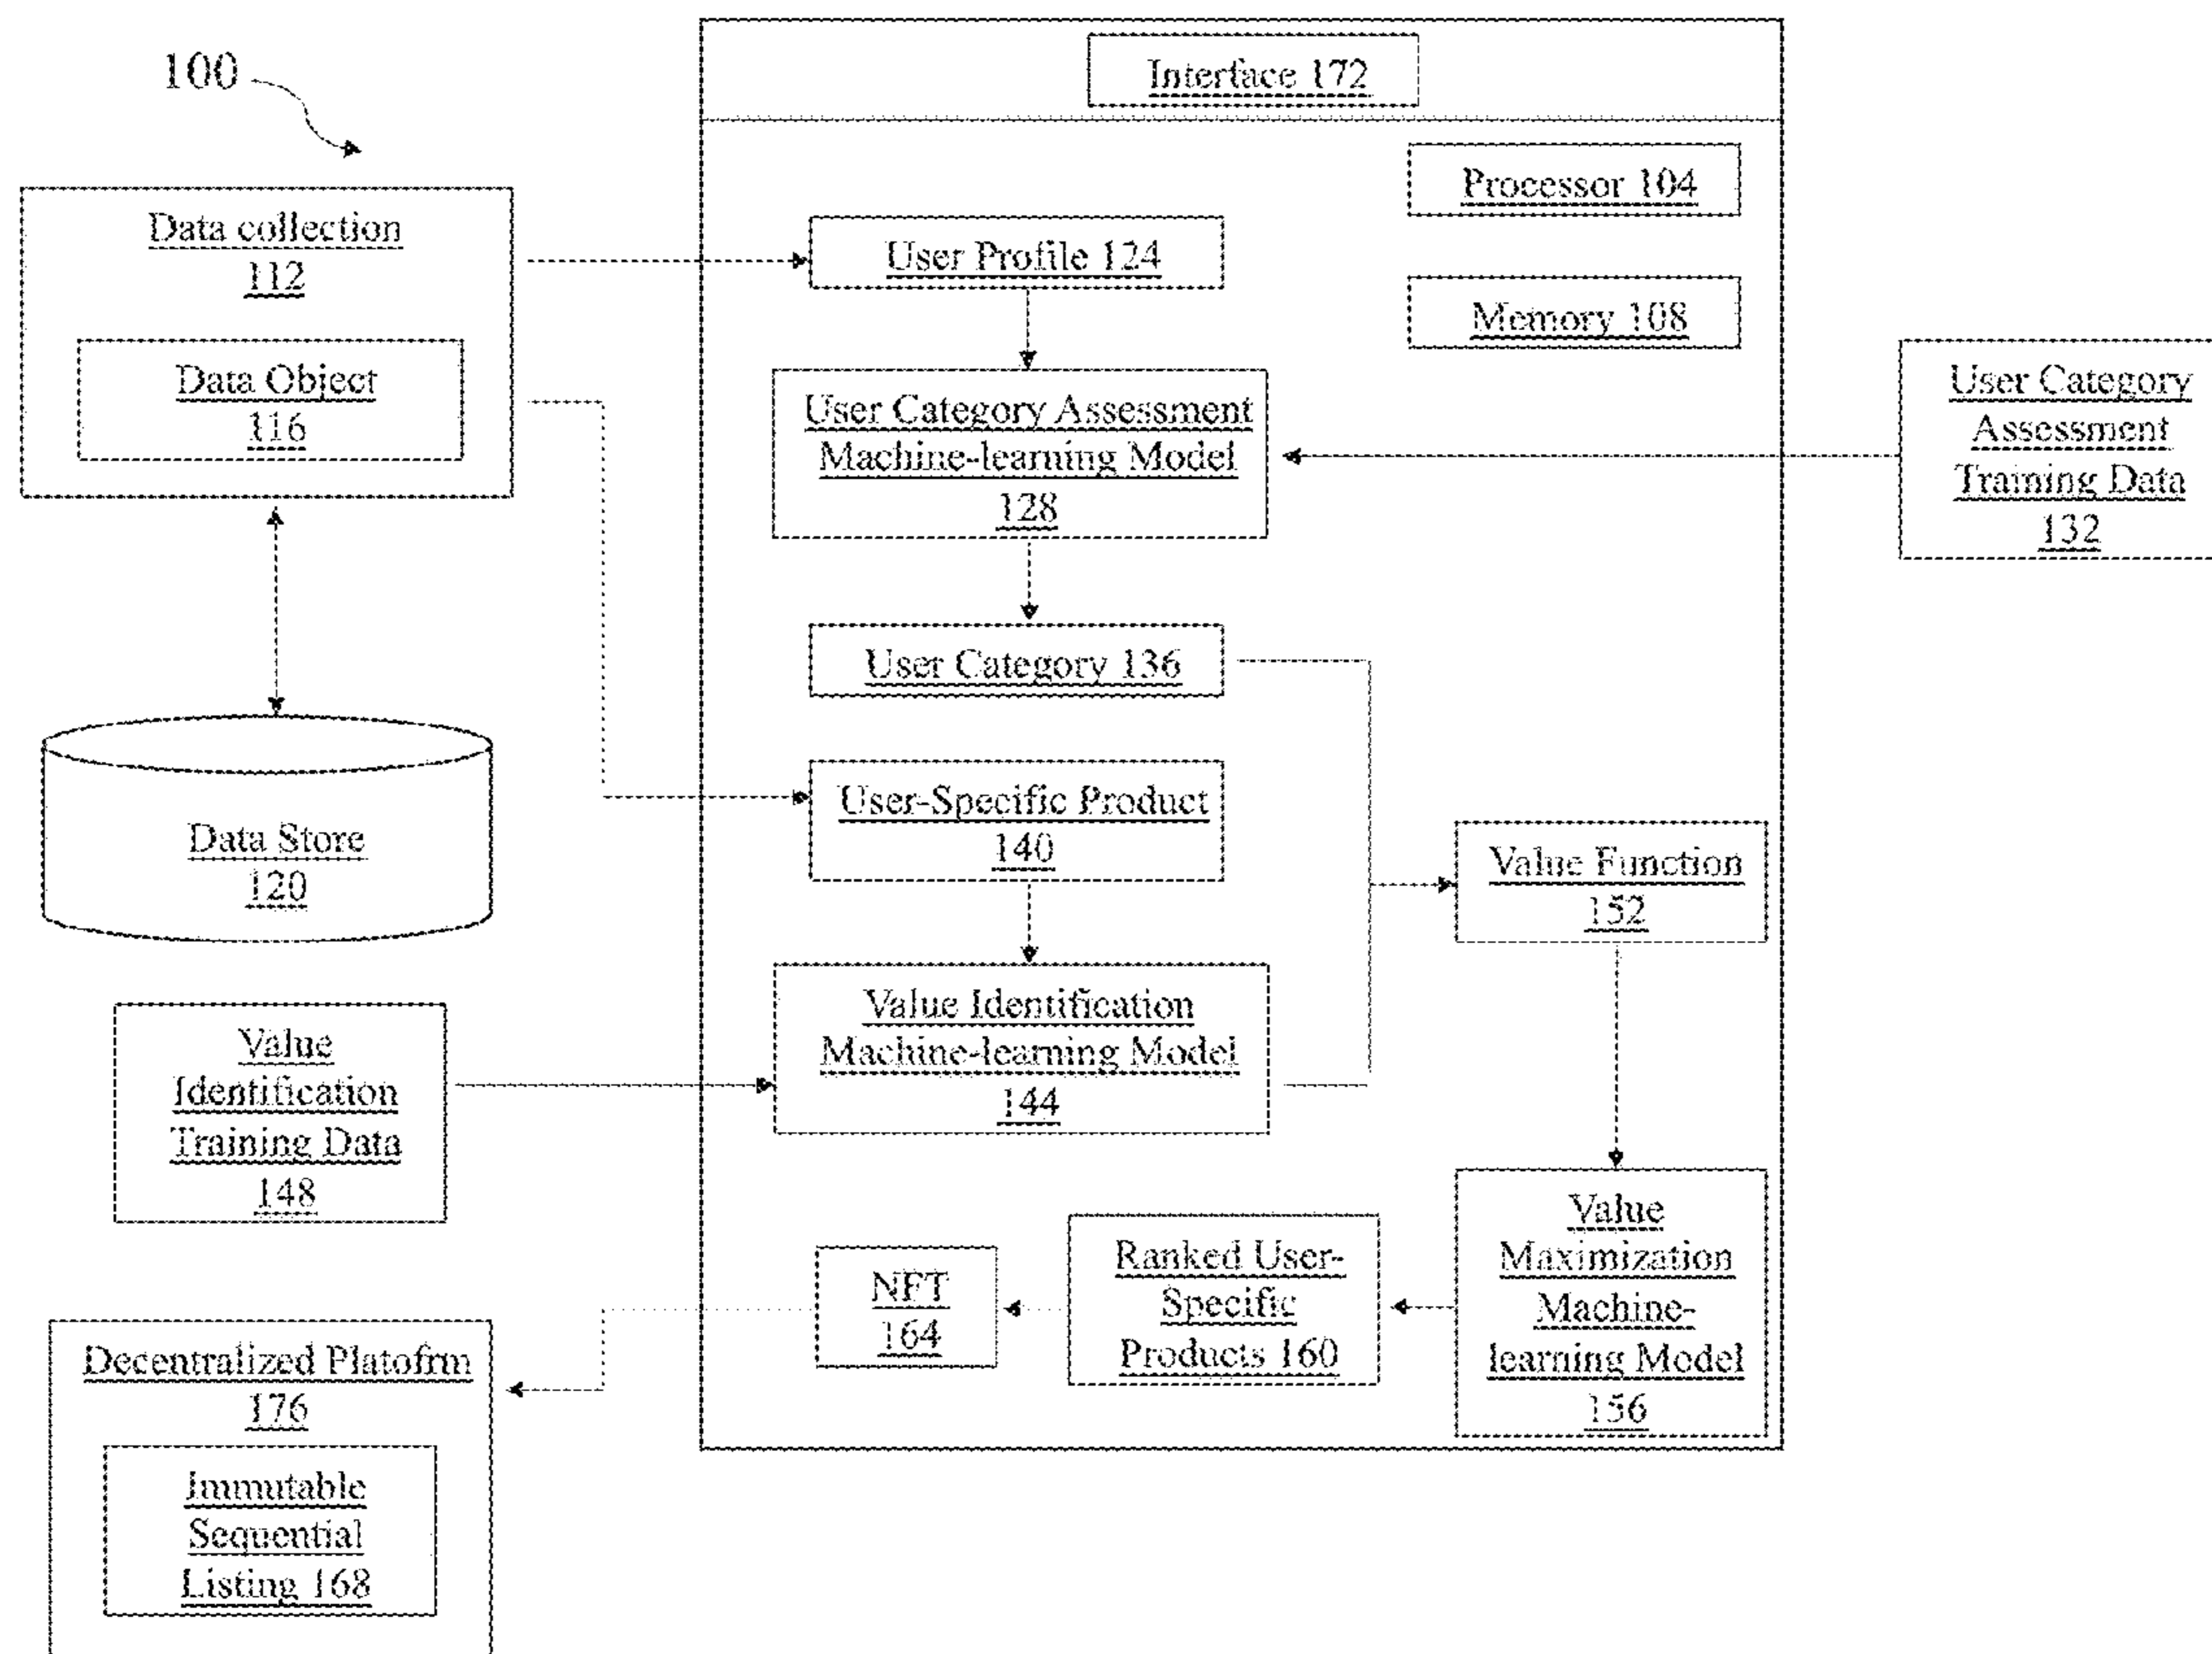 100
Interface 172
Processor 104
Memory 108
Data collection
112
Data Object
116
User Profile 124
User Category Assessment
Machine-learning Model
128
User Category
Assessment
Training Data
132
User Category 136
User-Specific Product
140
Data Store
120
Value Function
152
Value Identification
Machine-learning Model
144
Value
Identification
Training Data
148
Value
Maximization
Machine-
learning Model
156
Ranked User-
Specific
Products 160
NFT
164
Decentralized Platofrm
176
Immutable
Sequential
Listing 168